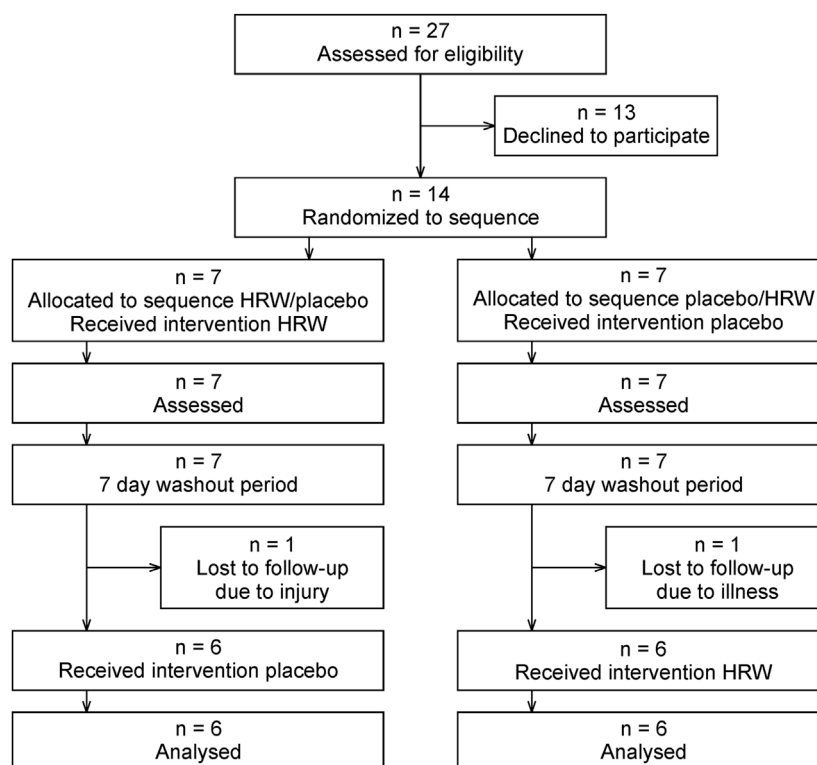 n = 27
Assessed for eligibility
n = 13
Declined to participate
n = 14
Randomized to sequence
n = 7
Allocated to sequence HRW/placebo
Received intervention HRW
n = 7
Allocated to sequence placebo/HRW
Received intervention placebo
n = 7
Assessed
n = 7
Assessed
n = 7
7 day washout period
n = 7
7 day washout period
n = 1
Lost to follow-up
due to injury
n = 1
Lost to follow-up
due to illness
n = 6
Received intervention placebo
n = 6
Received intervention HRW
n = 6
Analysed
n = 6
Analysed